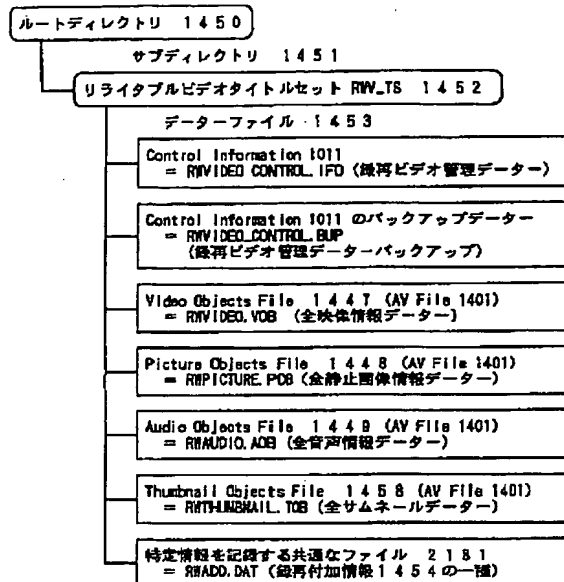 ルートディレクトリ 1450
サブディレクトリ 1451
リライタブルビデオタイトルセット RWV_TS 1452
データーファイル 1453
Control Information 1011
= RWVIDEO CONTROL.IFO (録再ビデオ管理データー)
Control Information 1011 のバックアップデーター
= RWVIDEO_CONTROL.BUP
(録再ビデオ管理データーバックアップ)
Video Objects File 1447 (AV File 1401)
= RWVIDEO.VOB (全映像情報データー)
Picture Objects File 1448 (AV File 1401)
= RWPICTURE.POB (全静止画像情報データー)
Audio Objects File 1449 (AV File 1401)
= RWAUDIO.AOB (全音声情報データー)
Thumbnail Objects File 1458 (AV File 1401)
= RWTHUMBNAIL.TOB (全サムネールデーター)
特定情報を記録する共通なファイル 2131
= RWADD.DAT (録再付加情報1454の一種)